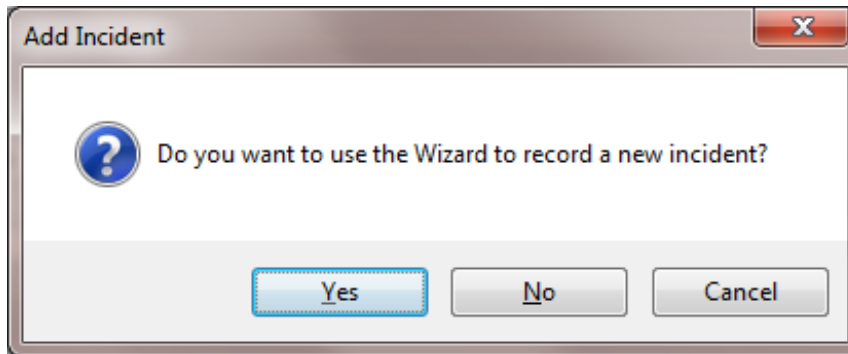 Add Incident
Do you want to use the Wizard to record a new incident?
Yes No Cancel